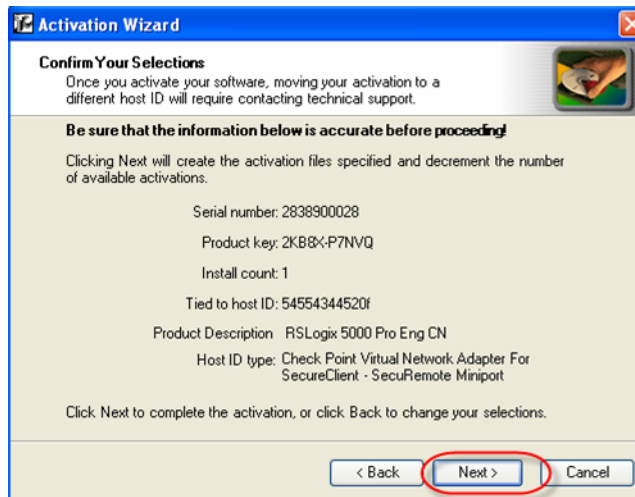 Activation Wizard
Confirm Your Selections
Once you activate your software, moving your activation to a
different host ID will require contacting technical support.
Be sure that the information below is accurate before proceeding!
Clicking Next will create the activation files specified and decrement the number
of available activations.
Serial number: 2838900028
Product key: 2KB8X-P7NVQ
Install count: 1
Tied to host ID: 54554344520f
Product Description RSLogix 5000 Pro Eng CN
Host ID type: Check Point Virtual Network Adapter For
SecureClient - SecuRemote Miniport
Click Next to complete the activation, or click Back to change your selections.
< Back Next > Cancel